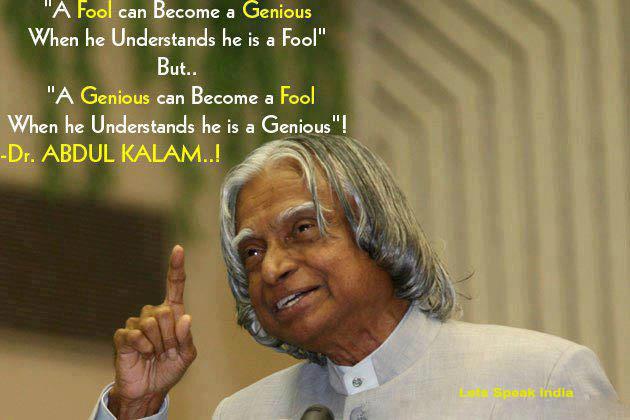 "A Fool can Become a Genious
When he Understands he is a Fool"
But..
"A Genious can Become a Fool
When he Understands he is a Genious"!
-Dr. ABDUL KALAM..!
Lets Speak India